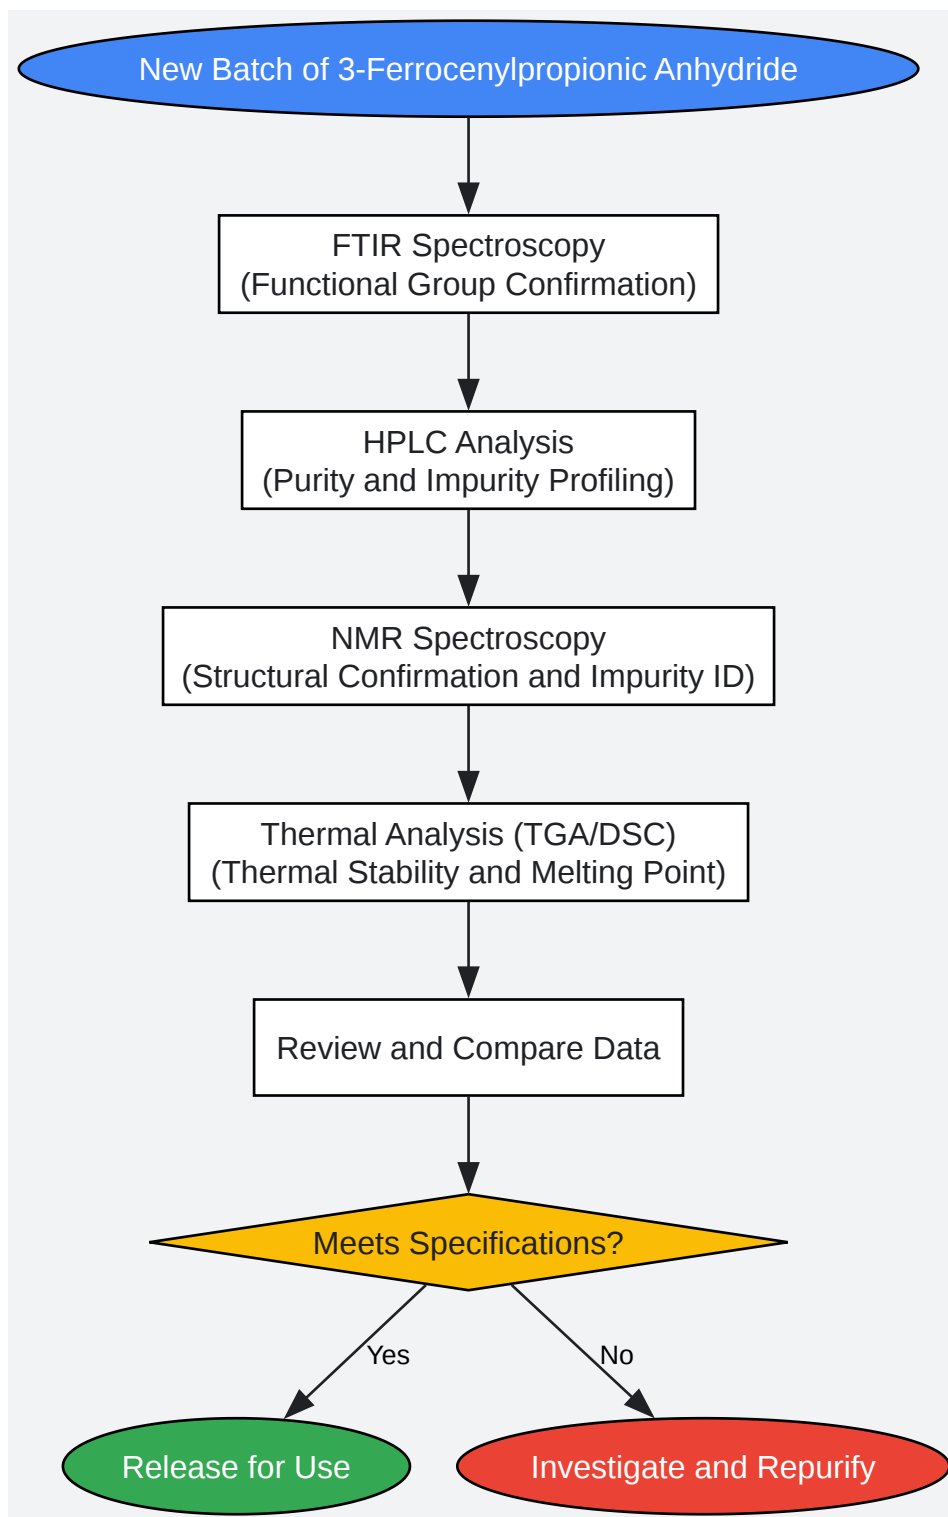 New Batch of 3-Ferrocenylpropionic Anhydride
FTIR Spectroscopy
(Functional Group Confirmation)
HPLC Analysis
(Purity and Impurity Profiling)
NMR Spectroscopy
(Structural Confirmation and Impurity ID)
Thermal Analysis (TGA/DSC)
(Thermal Stability and Melting Point)
Review and Compare Data
Meets Specifications?
Yes
No
Release for Use
Investigate and Repurify